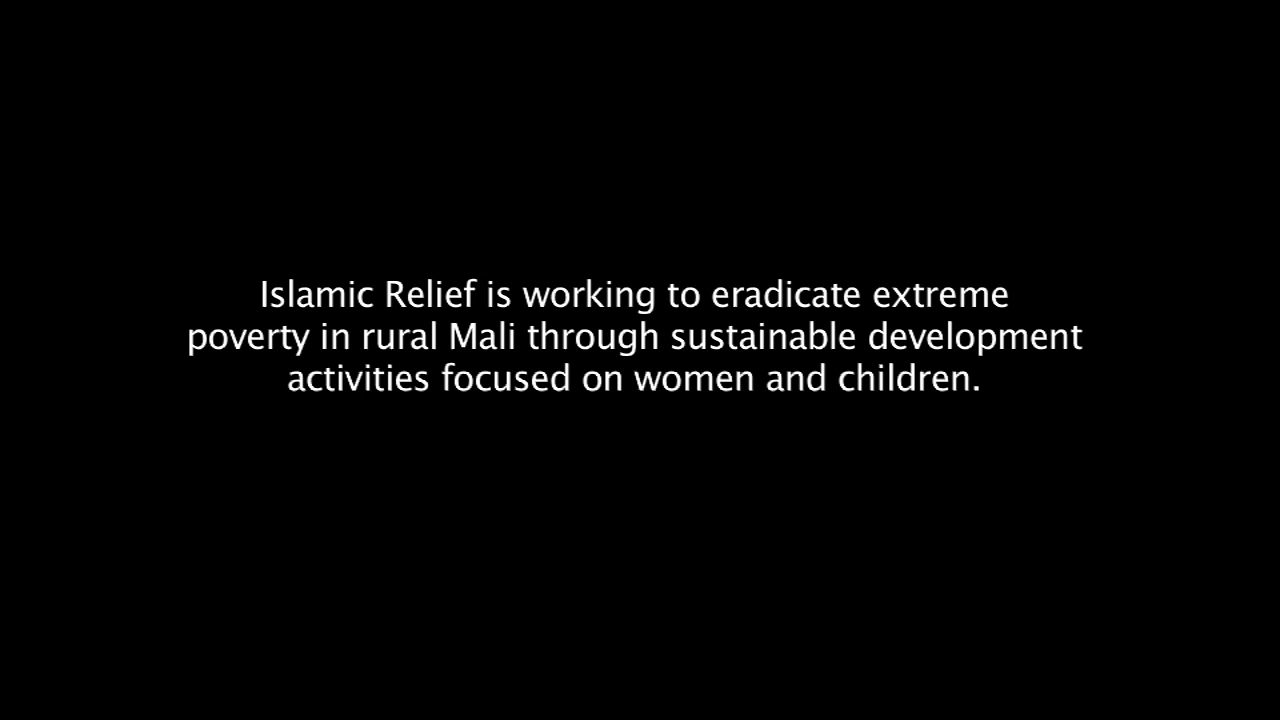 Islamic Relief is working to eradicate extreme
poverty in rural Mali through sustainable development
activities focused on women and children.